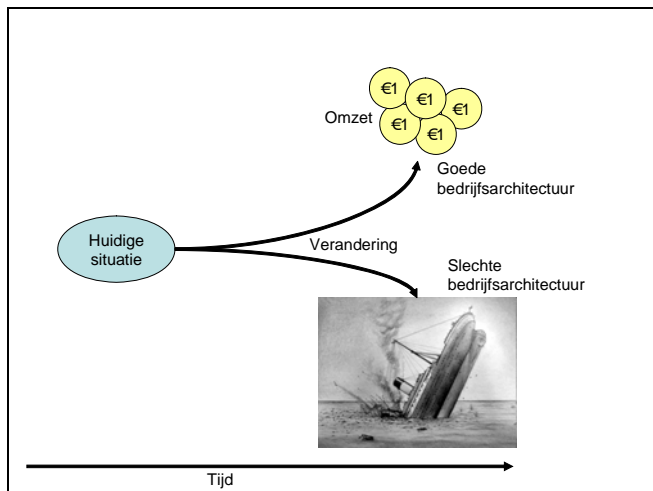 €1
€1
€1
€1
€1
Omzet
Goede
bedrijfsarchitectuur
Huidige
situatie
Verandering
Slechte
bedrijfsarchitectuur
Tijd